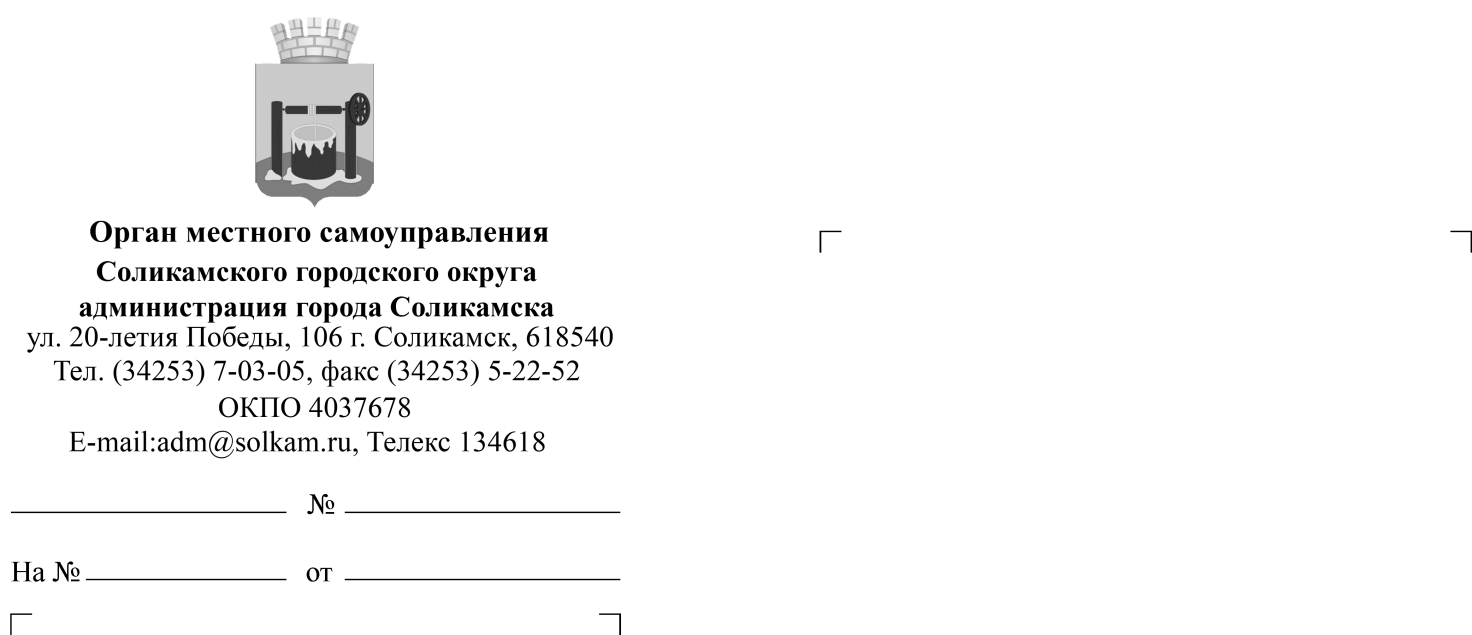 Орган местного самоуправления
Соликамского городского округа
администрация города Соликамска
ул. 20-летия Победы, 106 г. Соликамск, 618540
Тел. (34253) 7-03-05, факс (34253) 5-22-52
ОКПО 4037678
E-mail:adm@solkam.ru, Телекс 134618
№
На № от